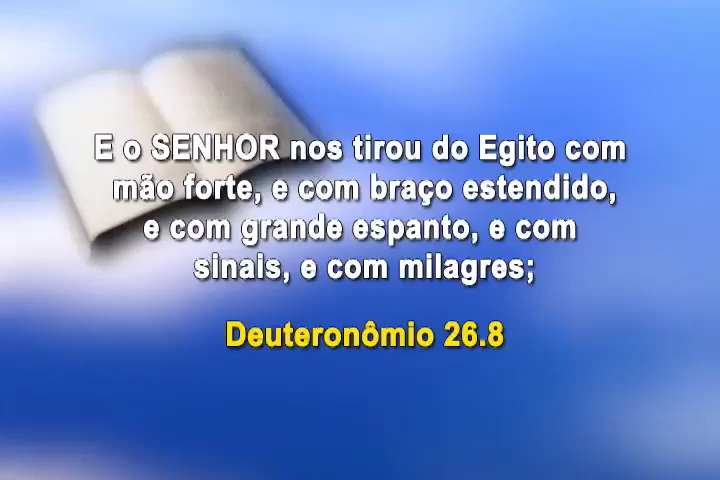 E o SENHOR nos tirou do Egito com
mão forte, e com braço estendido,
e com grande espanto, e com
sinais, e com milagres;
Deuteronômio 26.8